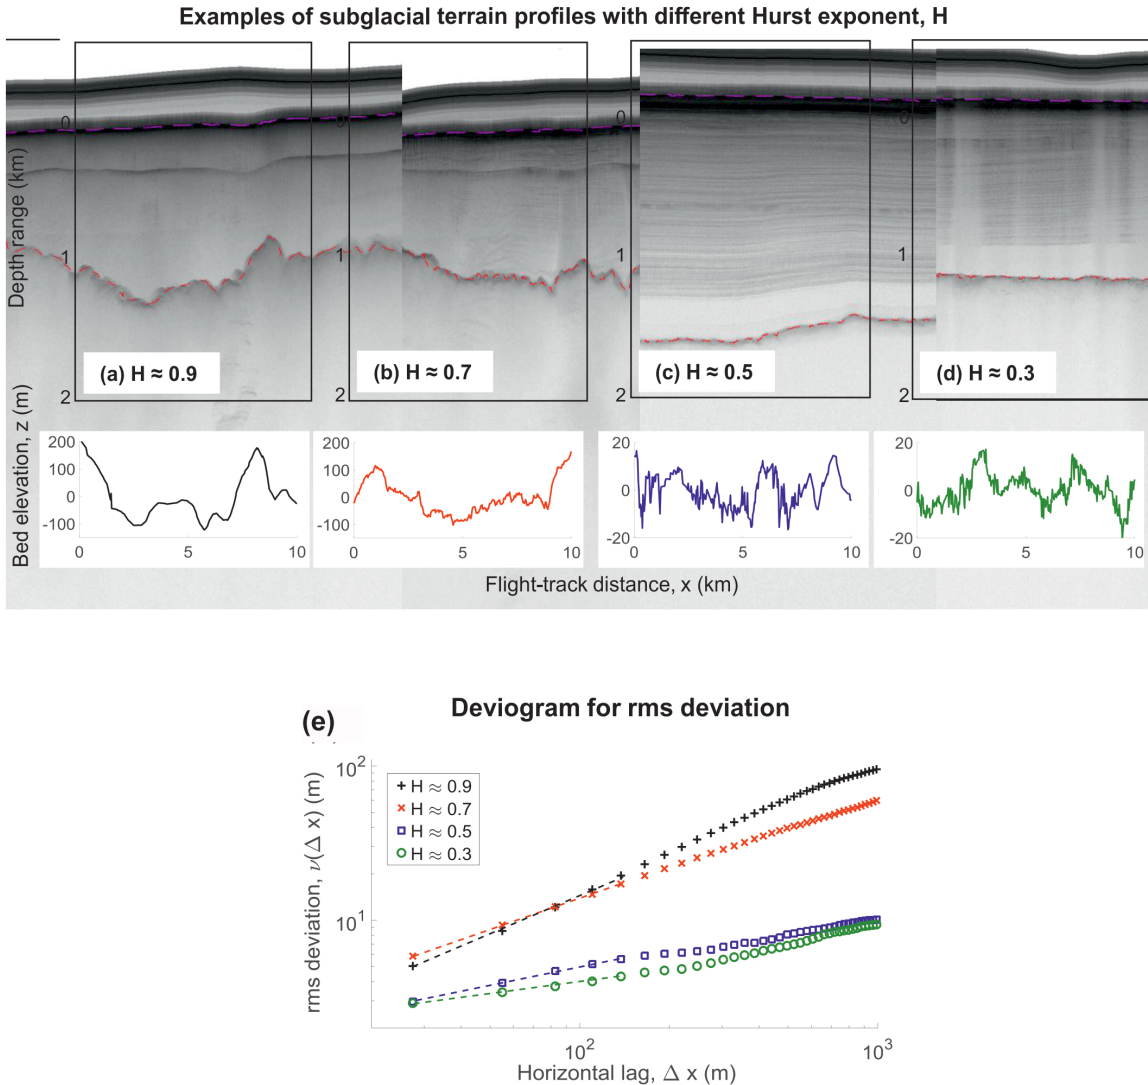 Examples of subglacial terrain profiles with different Hurst exponent, H
Depth range (km)
0
1
2
(a) H ≈ 0.9
0
1
(b) H ≈ 0.7
0
1
2
(c) H ≈ 0.5
0
1
2
(d) H ≈ 0.3
Bed elevation, z (m)
200
100
0
-100
0 5 10
200
100
0
-100
0 5 10
20
0
-20
0 5 10
20
0
-20
0 5 10
Flight-track distance, x (km)
(e)
Deviogram for rms deviation
rms deviation, ν(Δ x) (m)
10²
10¹
H ≈ 0.9
H ≈ 0.7
H ≈ 0.5
H ≈ 0.3
10² 10³
Horizontal lag, Δ x (m)